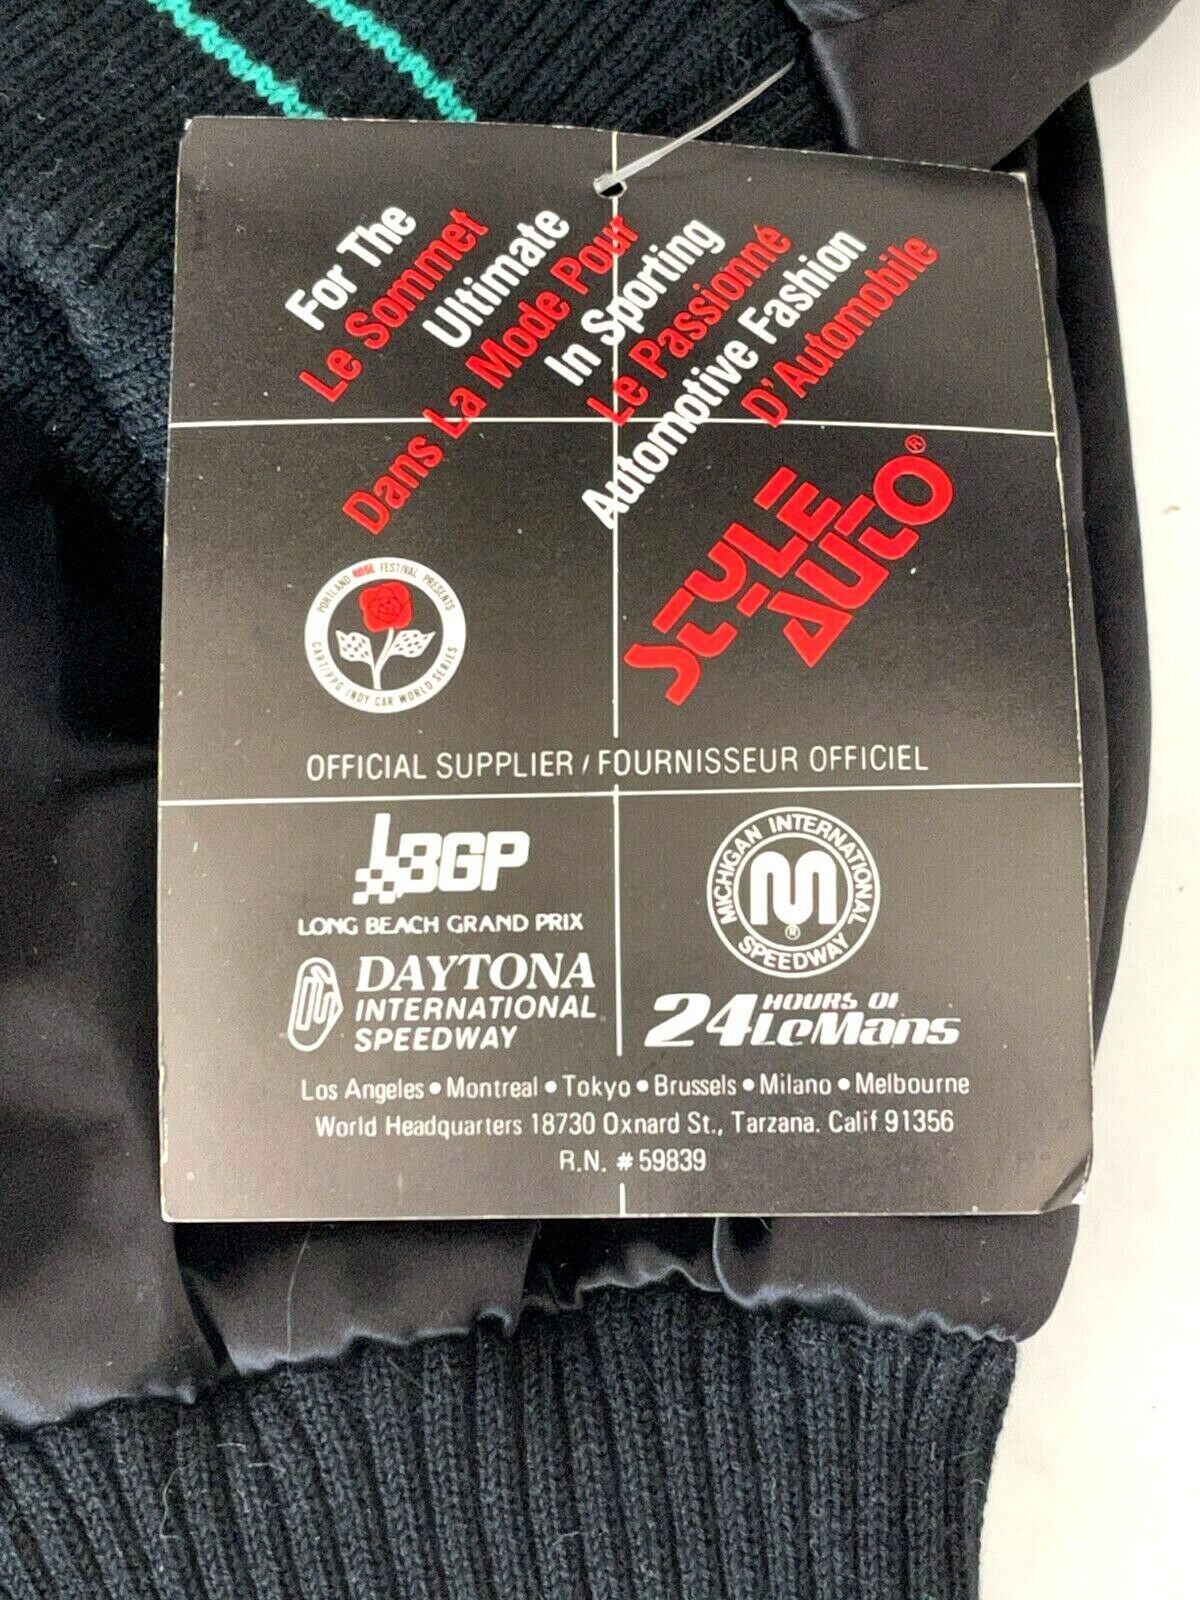 For The
Le Sommet
Ultimate
Dans La Mode Pour
In Sporting
Le Passionné
Automotive Fashion
D'Automobile
STYLE
AUTO®
PORTLAND ROSE FESTIVAL PRESENTS
CART/PPG INDY CAR WORLD SERIES
OFFICIAL SUPPLIER / FOURNISSEUR OFFICIEL
LBGP
LONG BEACH GRAND PRIX
MICHIGAN INTERNATIONAL
M
®
SPEEDWAY
DAYTONA
INTERNATIONAL
SPEEDWAY
24 HOURS OF
LeMans
Los Angeles • Montreal • Tokyo • Brussels • Milano • Melbourne
World Headquarters 18730 Oxnard St., Tarzana. Calif 91356
R.N. # 59839